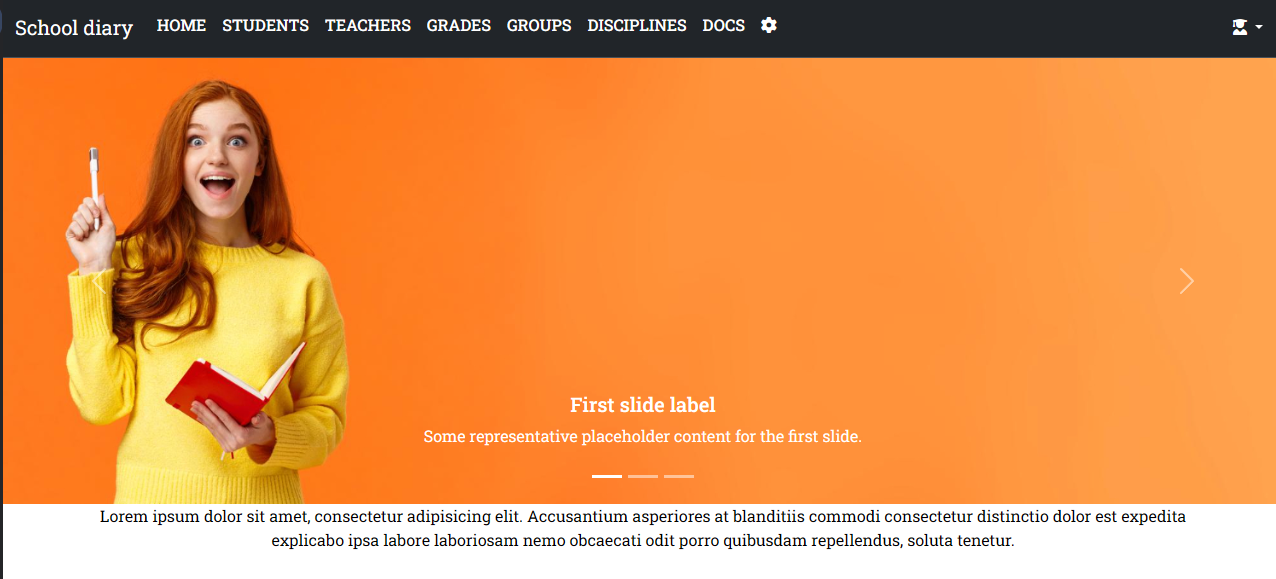 School diary HOME STUDENTS TEACHERS GRADES GROUPS DISCIPLINES DOCS
First slide label
Some representative placeholder content for the first slide.
Lorem ipsum dolor sit amet, consectetur adipisicing elit. Accusantium asperiores at blanditiis commodi consectetur distinctio dolor est expedita
explicabo ipsa labore laboriosam nemo obcaecati odit porro quibusdam repellendus, soluta tenetur.